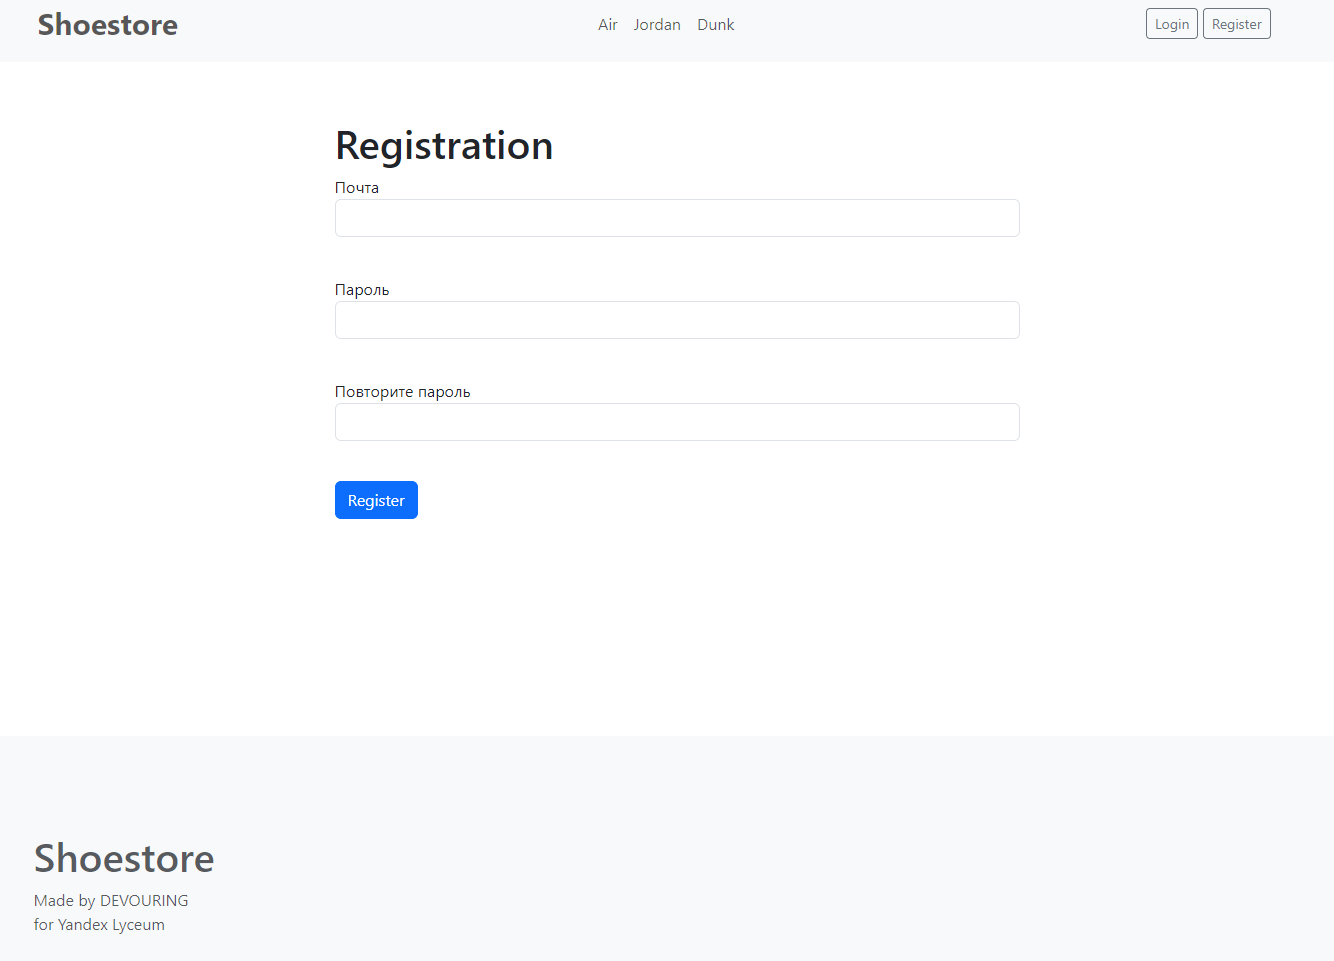 Shoestore
Air Jordan Dunk
Login Register
Registration
Почта
Пароль
Повторите пароль
Register
Shoestore
Made by DEVOURING
for Yandex Lyceum